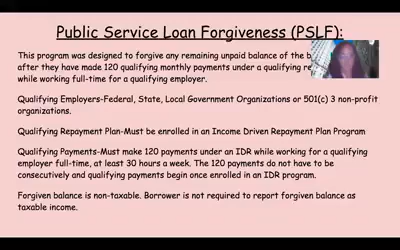 Public Service Loan Forgiveness (PSLF):
This program was designed to forgive any remaining unpaid balance of the b
after they have made 120 qualifying monthly payments under a qualifying re
while working full-time for a qualifying employer.
Qualifying Employers-Federal, State, Local Government Organizations or 501(c) 3 non-profit
organizations.
Qualifying Repayment Plan-Must be enrolled in an Income Driven Repayment Plan Program
Qualifying Payments-Must make 120 payments under an IDR while working for a qualifying
employer full-time, at least 30 hours a week. The 120 payments do not have to be
consecutively and qualifying payments begin once enrolled in an IDR program.
Forgiven balance is non-taxable. Borrower is not required to report forgiven balance as
taxable income.